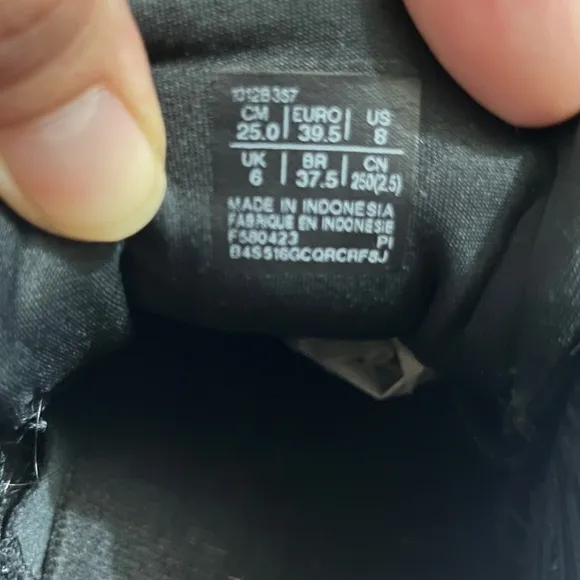 1012B357
CM EURO US
25.0 39.5 8
UK BR CN
6 37.5 250(2.5)
MADE IN INDONESIA
FABRIQUE EN INDONESIE
F580423 PI
B4S516GCQRCRF8J